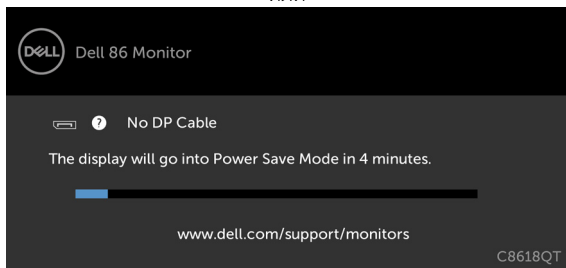 DELL
Dell 86 Monitor
? No DP Cable
The display will go into Power Save Mode in 4 minutes.
www.dell.com/support/monitors
C8618QT